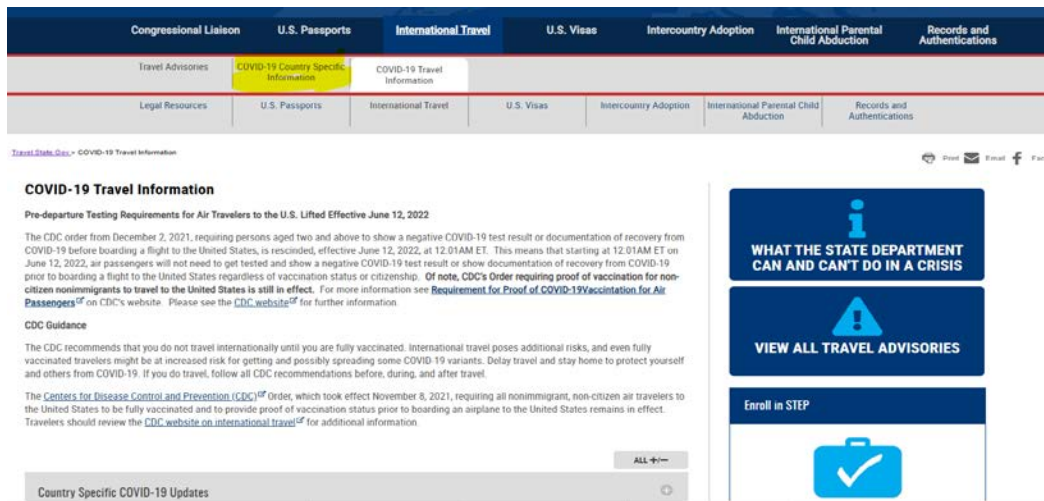 Congressional Liaison U.S. Passports International Travel U.S. Visas Intercountry Adoption International Parental Child Abduction Records and Authentications
Travel Advisories COVID-19 Country Specific Information COVID-19 Travel Information
Legal Resources U.S. Passports International Travel U.S. Visas Intercountry Adoption International Parental Child Abduction Records and Authentications
Travel.State.Gov > COVID-19 Travel Information
Print Email
COVID-19 Travel Information
Pre-departure Testing Requirements for Air Travelers to the U.S. Lifted Effective June 12, 2022
The CDC order from December 2, 2021, requiring persons aged two and above to show a negative COVID-19 test result or documentation of recovery from
COVID-19 before boarding a flight to the United States, is rescinded, effective June 12, 2022, at 12.01AM ET. This means that starting at 12.01AM ET on
June 12, 2022, air passengers will not need to get tested and show a negative COVID-19 test result or show documentation of recovery from COVID-19
prior to boarding a flight to the United States regardless of vaccination status or citizenship. Of note, CDC's Order requiring proof of vaccination for non-
citizen nonimmigrants to travel to the United States is still in effect. For more information see Requirement for Proof of COVID-19Vaccintation for Air
Passengers on CDC's website. Please see the CDC website for further information.
CDC Guidance
The CDC recommends that you do not travel internationally until you are fully vaccinated. International travel poses additional risks, and even fully
vaccinated travelers might be at increased risk for getting and possibly spreading some COVID-19 variants. Delay travel and stay home to protect yourself
and others from COVID-19. If you do travel, follow all CDC recommendations before, during, and after travel.
The Centers for Disease Control and Prevention (CDC) Order, which took effect November 8, 2021, requiring all nonimmigrant, non-citizen air travelers to
the United States to be fully vaccinated and to provide proof of vaccination status prior to boarding an airplane to the United States remains in effect.
Travelers should review the CDC website on international travel for additional information.
ALL +/—
Country Specific COVID-19 Updates
WHAT THE STATE DEPARTMENT
CAN AND CAN'T DO IN A CRISIS
VIEW ALL TRAVEL ADVISORIES
Enroll in STEP